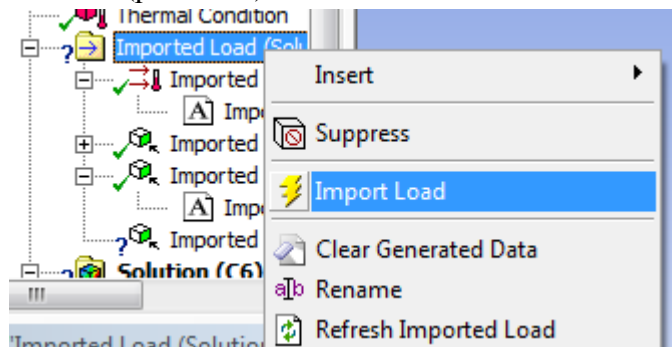 Thermal Condition
Imported Load (Solu
Imported
A Impo
Imported
Imported
A Impo
Imported
Solution (C6)
Insert
Suppress
Import Load
Clear Generated Data
a|b Rename
Refresh Imported Load
'Imported Load (Solution